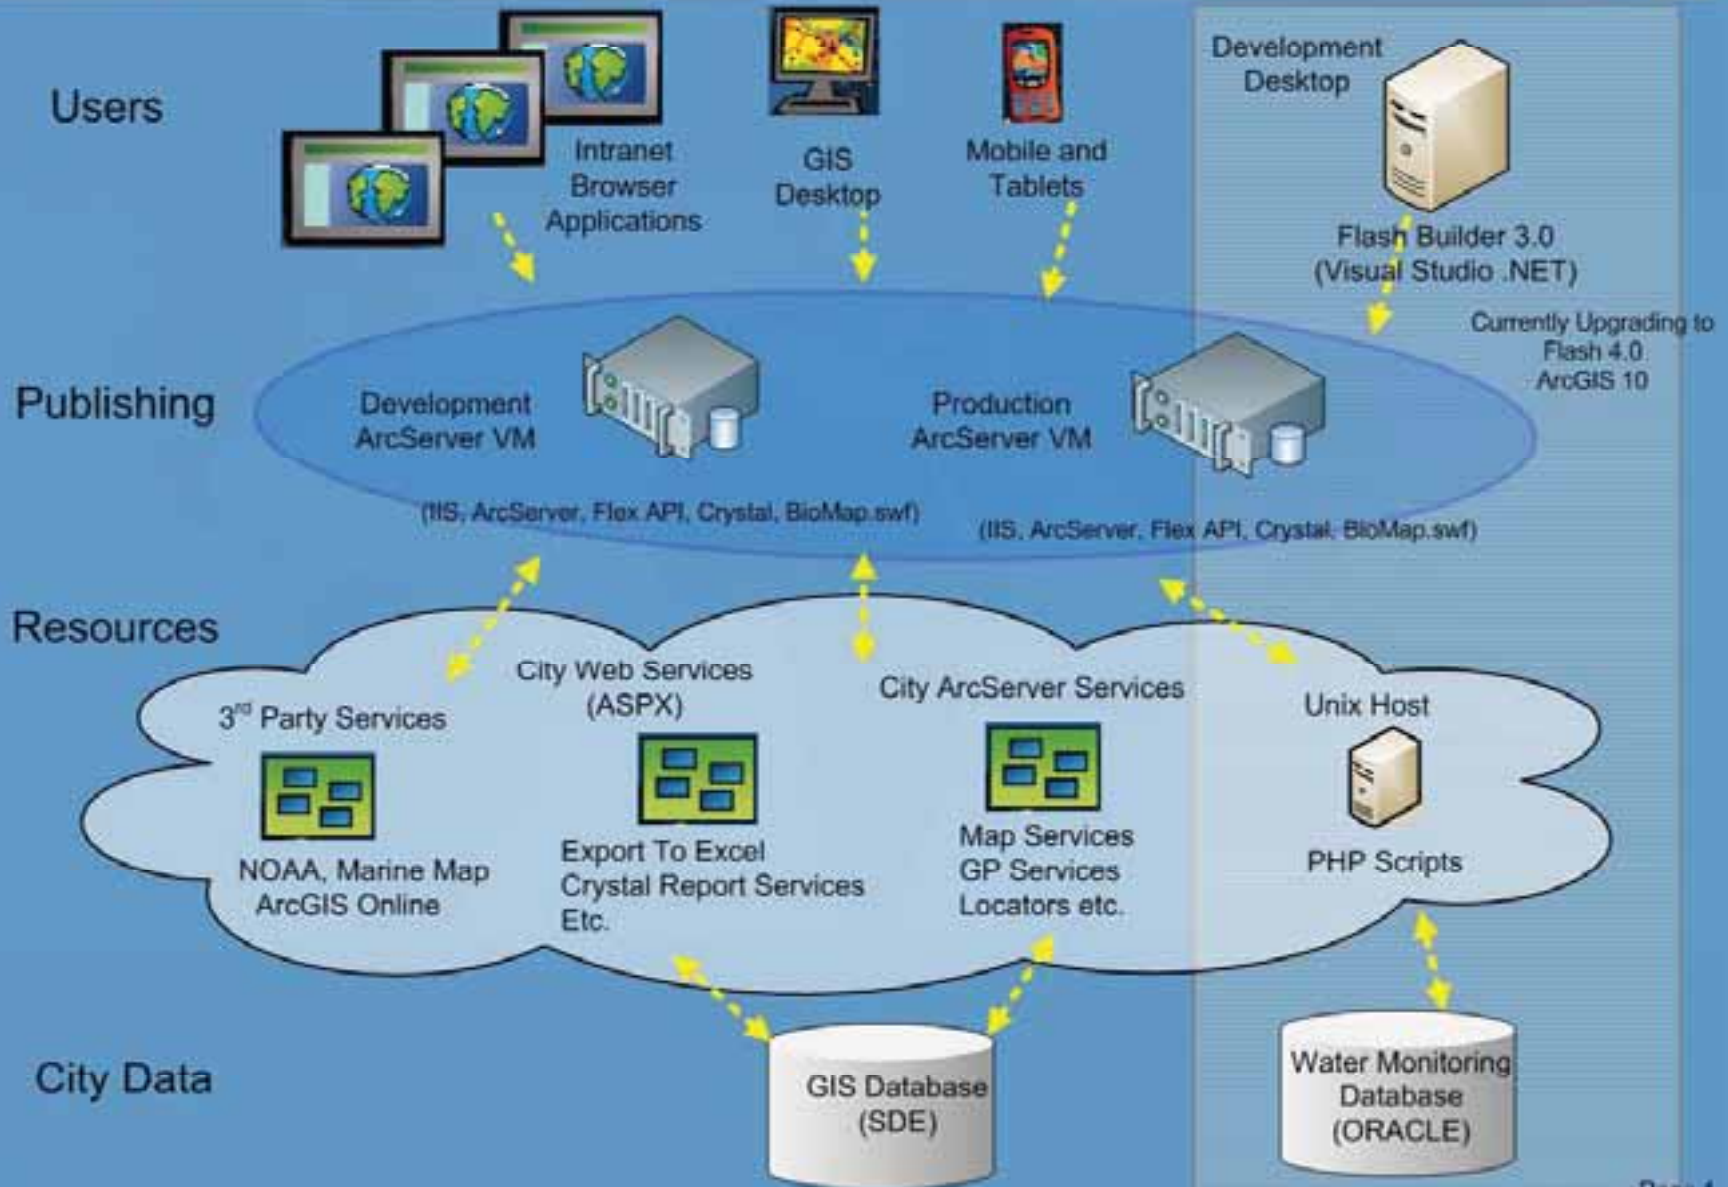 Users
Intranet
Browser
Applications
GIS
Desktop
Mobile and
Tablets
Development
Desktop
Flash Builder 3.0
(Visual Studio .NET)
Currently Upgrading to
Flash 4.0
ArcGIS 10
Publishing
Development
ArcServer VM
Production
ArcServer VM
(IIS, ArcServer, Flex API, Crystal, BioMap.swf)
(IIS, ArcServer, Flex API, Crystal, BioMap.swf)
Resources
3rd Party Services
NOAA, Marine Map
ArcGIS Online
City Web Services
(ASPX)
Export To Excel
Crystal Report Services
Etc.
City ArcServer Services
Map Services
GP Services
Locators etc.
Unix Host
PHP Scripts
City Data
GIS Database
(SDE)
Water Monitoring
Database
(ORACLE)